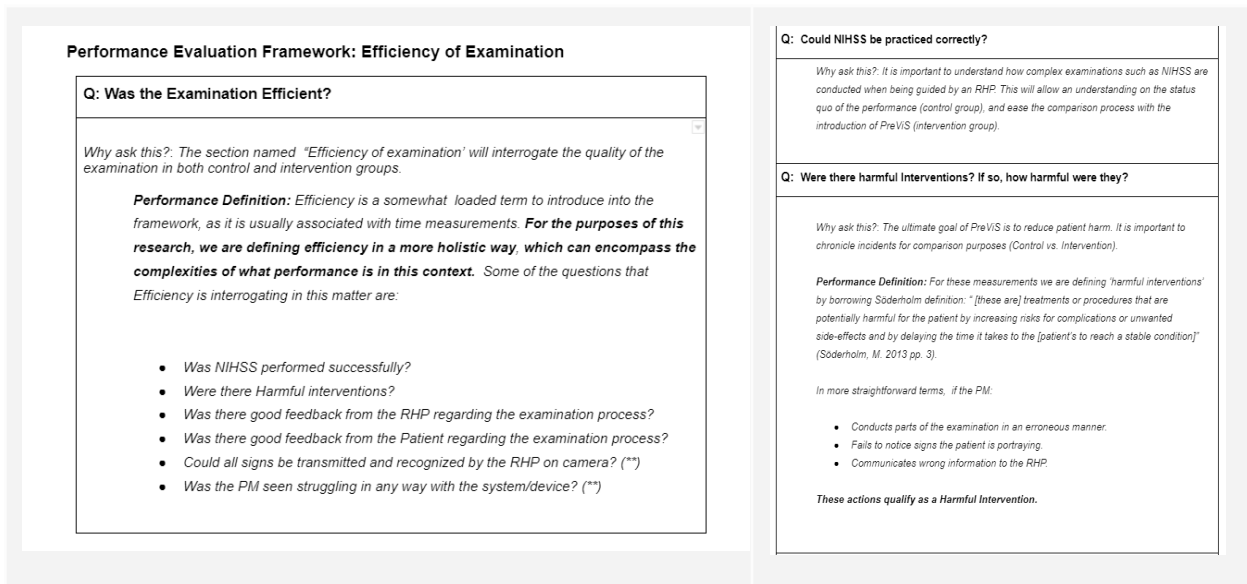 Performance Evaluation Framework: Efficiency of Examination
Q: Was the Examination Efficient?
Why ask this?: The section named "Efficiency of examination' will interrogate the quality of the
examination in both control and intervention groups.
Performance Definition: Efficiency is a somewhat loaded term to introduce into the
framework, as it is usually associated with time measurements. For the purposes of this
research, we are defining efficiency in a more holistic way, which can encompass the
complexities of what performance is in this context. Some of the questions that
Efficiency is interrogating in this matter are:
● Was NIHSS performed successfully?
● Were there Harmful interventions?
● Was there good feedback from the RHP regarding the examination process?
● Was there good feedback from the Patient regarding the examination process?
● Could all signs be transmitted and recognized by the RHP on camera? (**)
● Was the PM seen struggling in any way with the system/device? (**)
Q: Could NIHSS be practiced correctly?
Why ask this?: It is important to understand how complex examinations such as NIHSS are
conducted when being guided by an RHP. This will allow an understanding on the status
quo of the performance (control group), and ease the comparison process with the
introduction of PreViS (intervention group).
Q: Were there harmful Interventions? If so, how harmful were they?
Why ask this?: The ultimate goal of PreViS is to reduce patient harm. It is important to
chronicle incidents for comparison purposes (Control vs. Intervention).
Performance Definition: For these measurements we are defining 'harmful interventions'
by borrowing Söderholm definition: " [these are] treatments or procedures that are
potentially harmful for the patient by increasing risks for complications or unwanted
side-effects and by delaying the time it takes to the [patient's to reach a stable condition]"
(Söderholm, M. 2013 pp. 3).
In more straightforward terms, if the PM:
● Conducts parts of the examination in an erroneous manner.
● Fails to notice signs the patient is portraying.
● Communicates wrong information to the RHP.
These actions qualify as a Harmful Intervention.